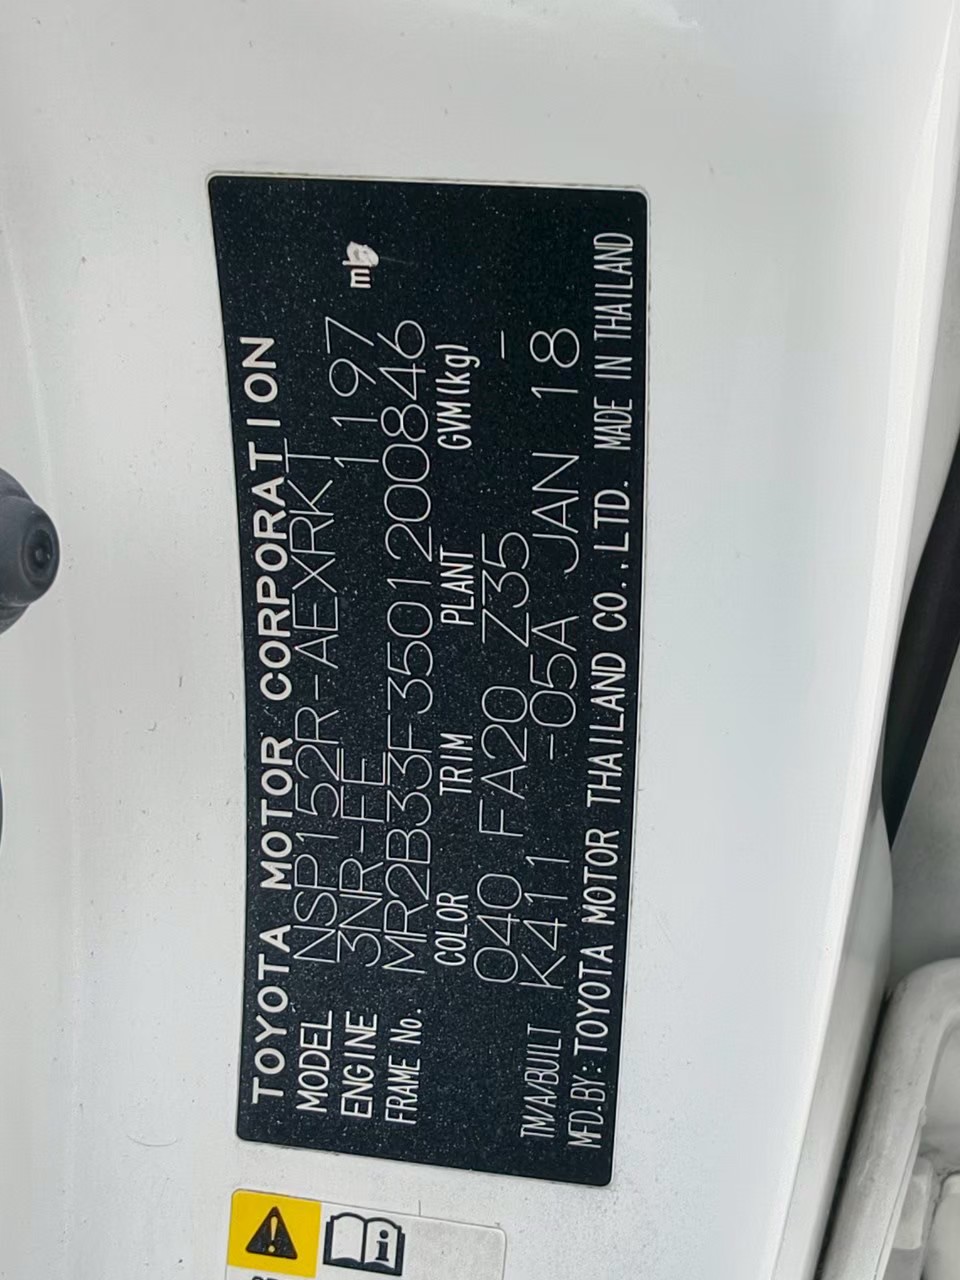 TOYOTA MOTOR CORPORATION
MODEL NSP152R-AEXRKT
ENGINE 3NR-FE 1197 mℓ
FRAME No. MR2B33F3501200846
COLOR TRIM PLANT GVM(kg)
040 FA20 Z35 -
TM/A/BUILT K411 -05A JAN 18
MFD.BY: TOYOTA MOTOR THAILAND CO.,LTD. MADE IN THAILAND